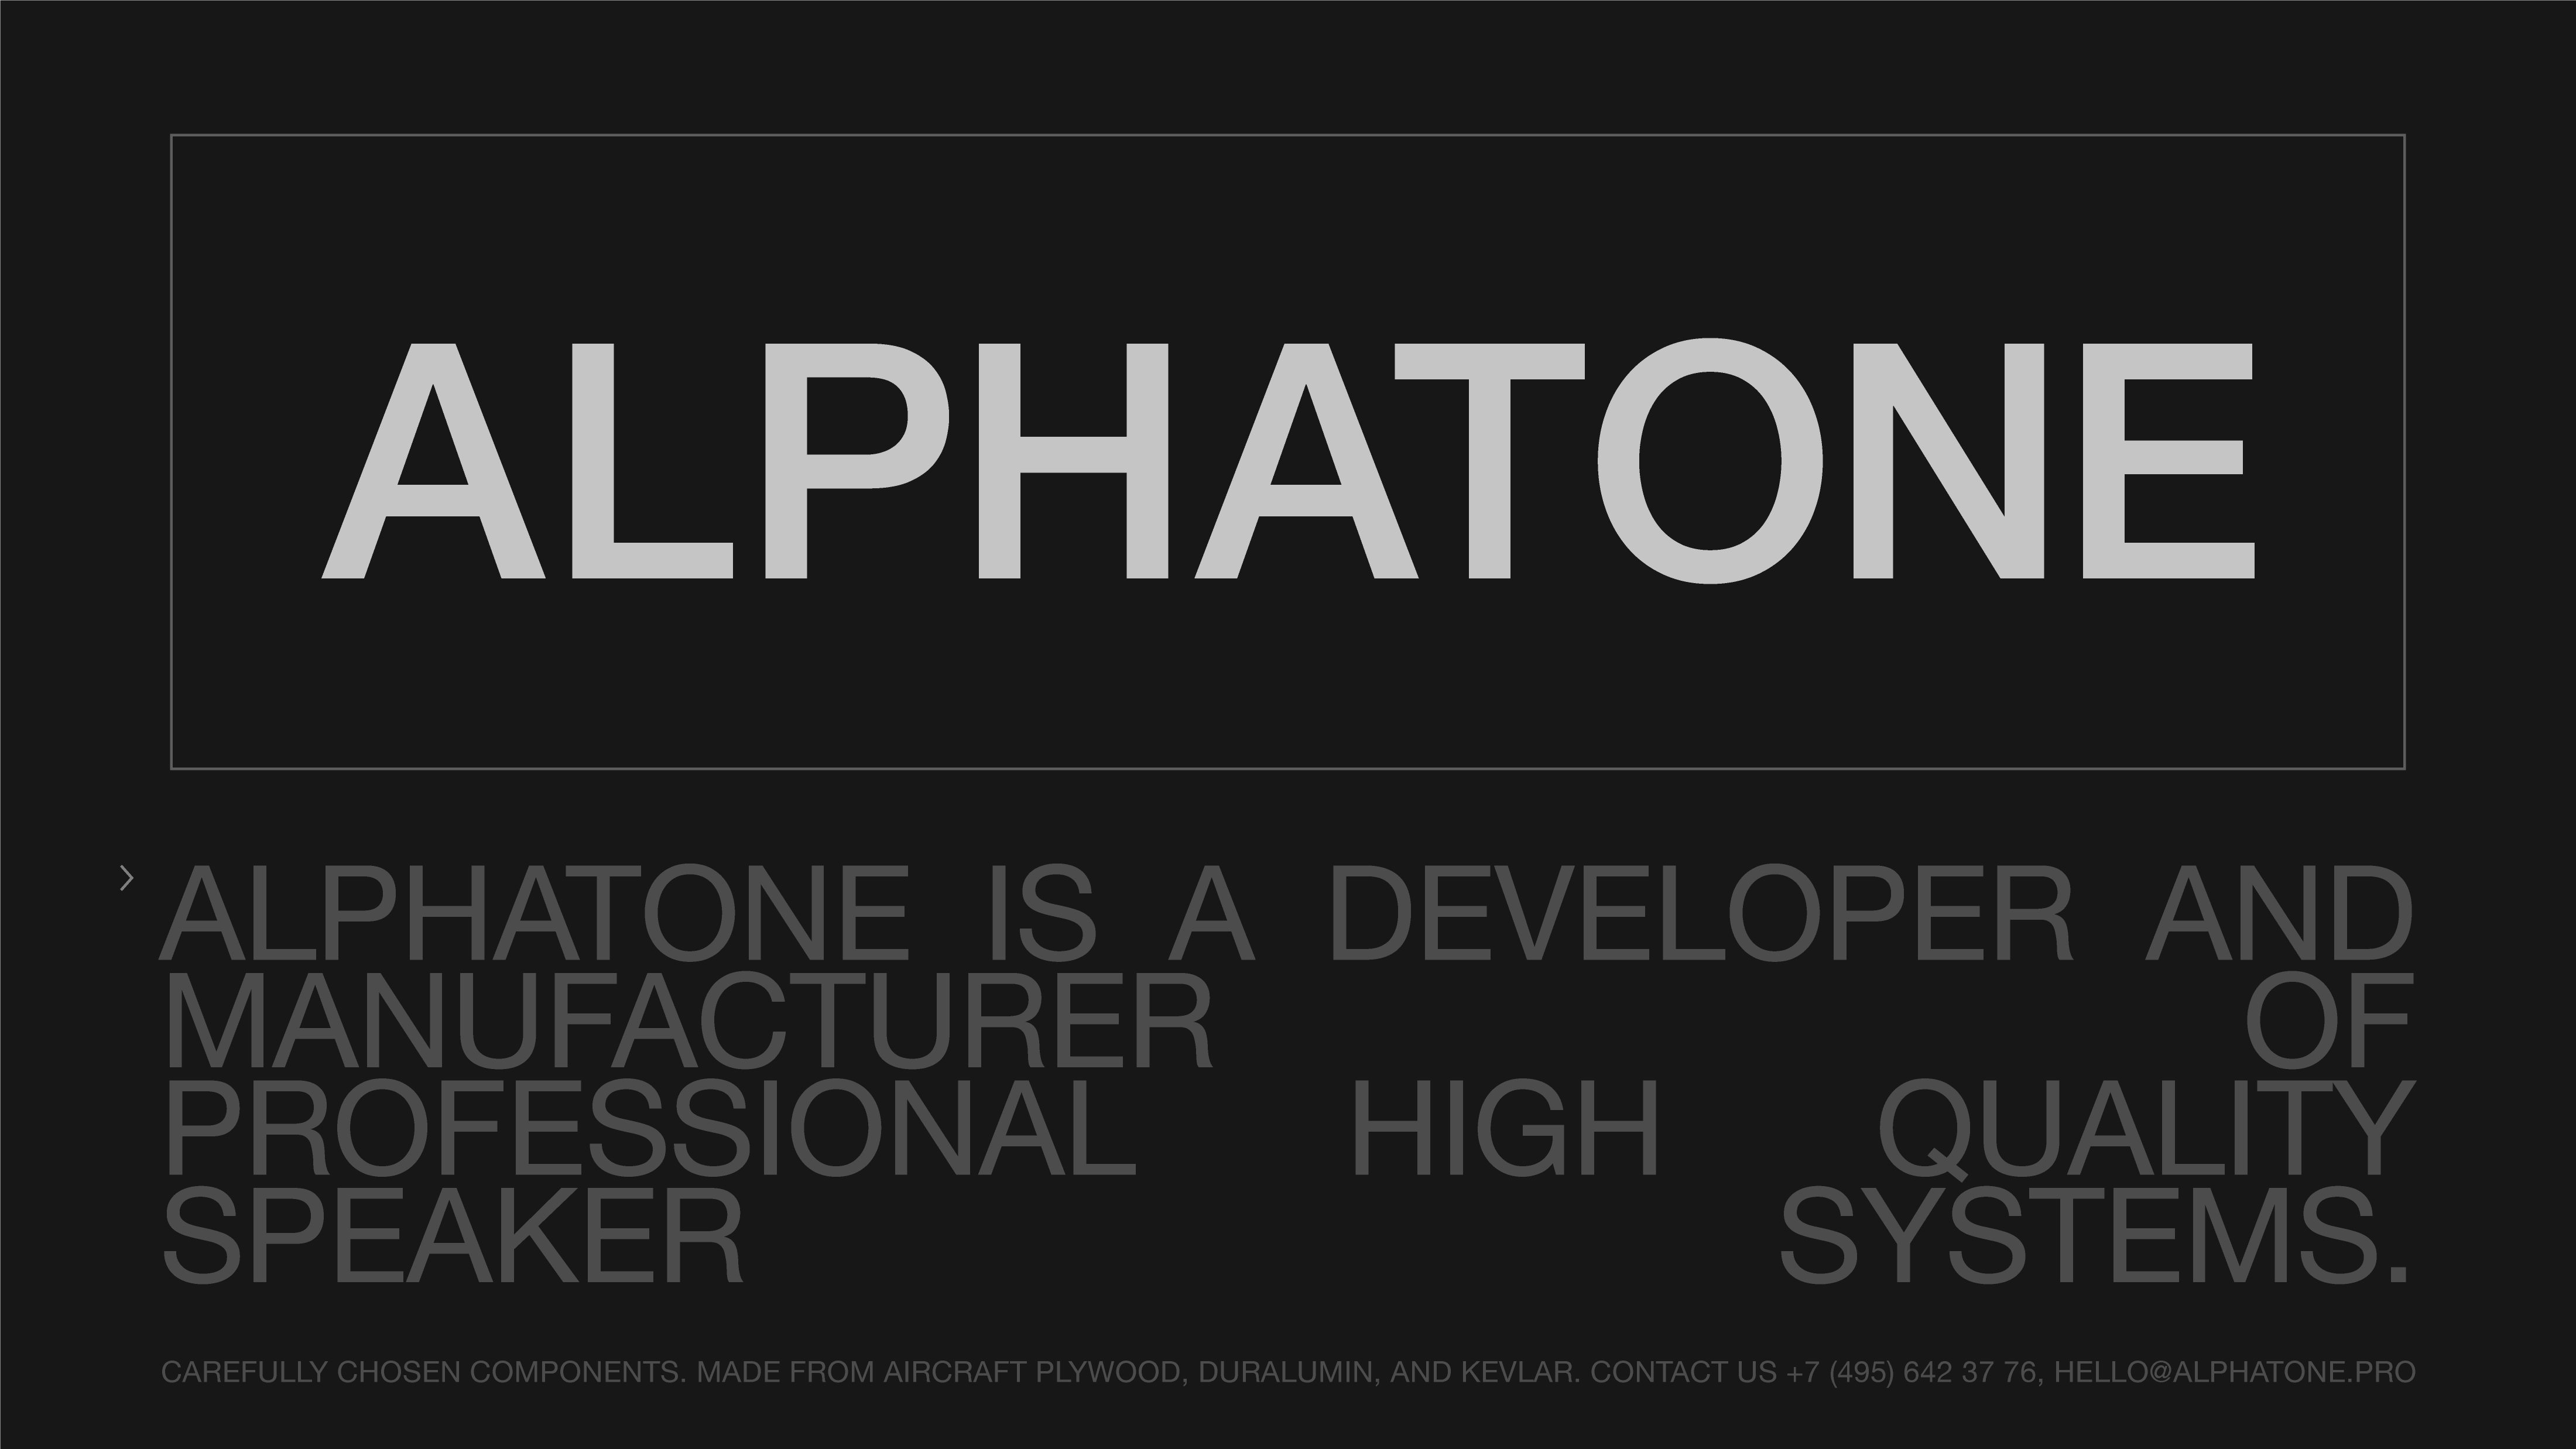 ALPHATONE
› ALPHATONE IS A DEVELOPER AND
MANUFACTURER OF
PROFESSIONAL HIGH QUALITY
SPEAKER SYSTEMS.
CAREFULLY CHOSEN COMPONENTS. MADE FROM AIRCRAFT PLYWOOD, DURALUMIN, AND KEVLAR. CONTACT US +7 (495) 642 37 76, HELLO@ALPHATONE.PRO